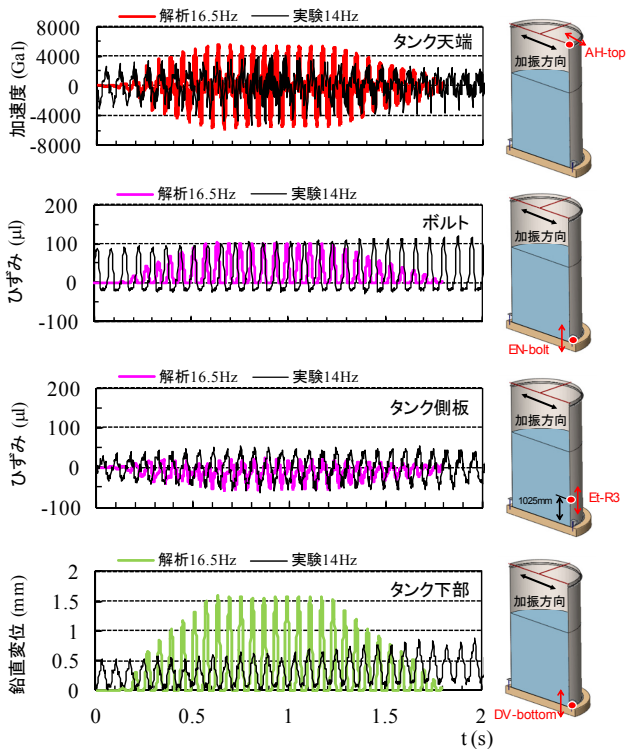 解析16.5Hz 実験14Hz
8000
4000
0
-4000
-8000
加速度 (Gal)
タンク天端
加振方向
AH-top
解析16.5Hz 実験14Hz
200
100
0
-100
ひずみ (μl)
ボルト
加振方向
EN-bolt
解析16.5Hz 実験14Hz
200
100
0
-100
ひずみ (μl)
タンク側板
加振方向
1025mm
Et-R3
解析16.5Hz 実験14Hz
2
1.5
1
0.5
0
鉛直変位 (mm)
タンク下部
0 0.5 1 1.5 2
t (s)
加振方向
DV-bottom